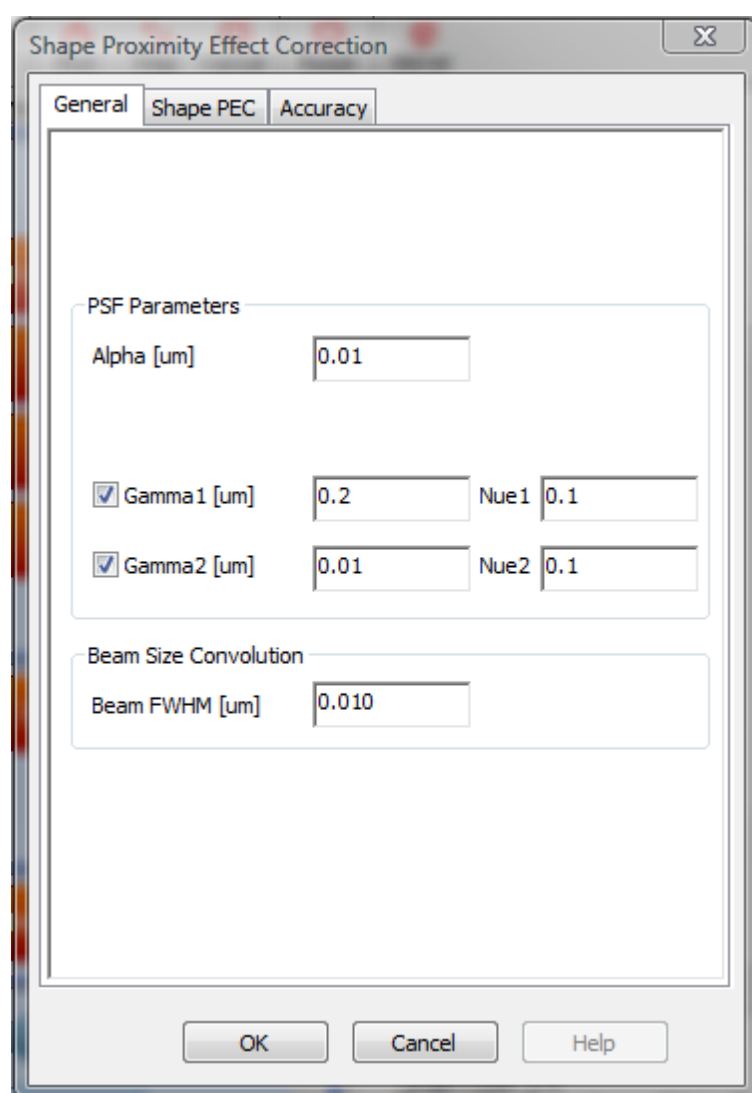 Shape Proximity Effect Correction
General Shape PEC Accuracy
PSF Parameters
Alpha [um] 0.01
Gamma1 [um] 0.2 Nue1 0.1
Gamma2 [um] 0.01 Nue2 0.1
Beam Size Convolution
Beam FWHM [um] 0.010
OK Cancel Help